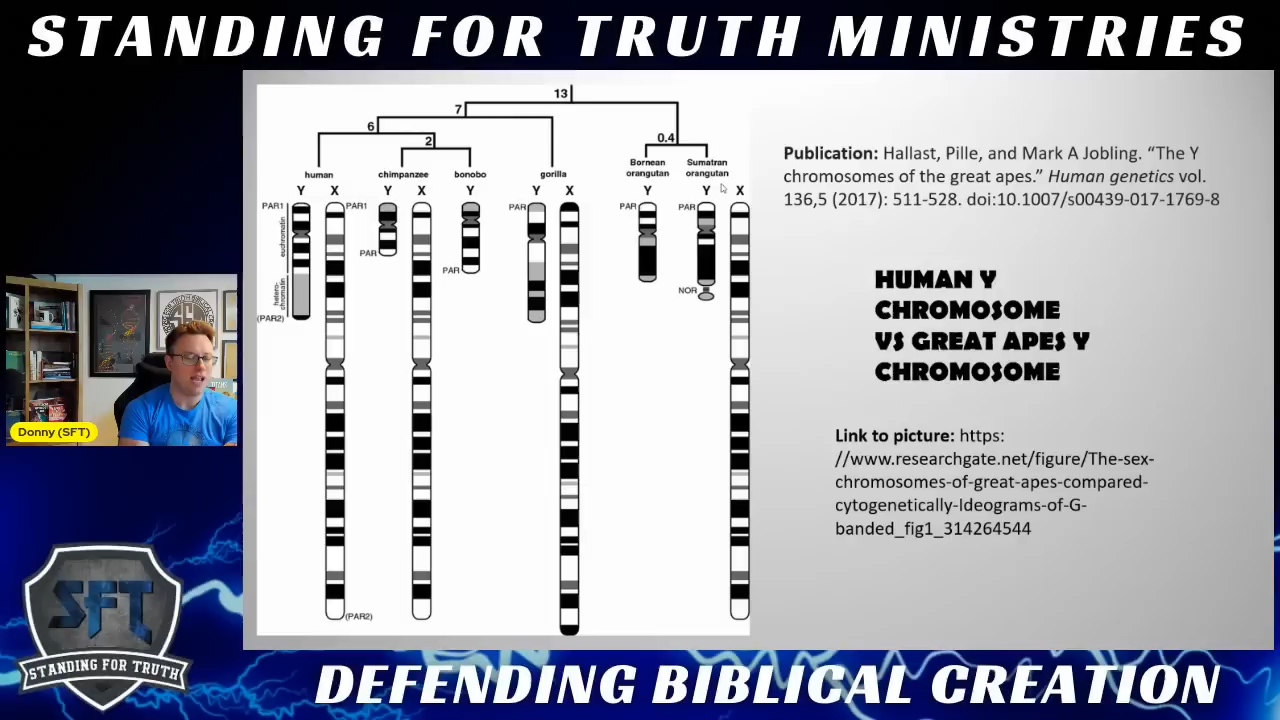 STANDING FOR TRUTH MINISTRIES
13
7
6
2
0.4
human
chimpanzee
bonobo
gorilla
Bornean
orangutan
Sumatran
orangutan
Y X Y X Y Y X Y Y X
PAR1
PAR1
PAR
PAR
PAR
PAR
PAR
euchromatin
hetero-
chromatin
(PAR2)
(PAR2)
NOR
Publication: Hallast, Pille, and Mark A Jobling. “The Y
chromosomes of the great apes.” Human genetics vol.
136,5 (2017): 511-528. doi:10.1007/s00439-017-1769-8
HUMAN Y
CHROMOSOME
VS GREAT APES Y
CHROMOSOME
Link to picture: https:
//www.researchgate.net/figure/The-sex-
chromosomes-of-great-apes-compared-
cytogenetically-Ideograms-of-G-
banded_fig1_314264544
Donny (SFT)
SFT
STANDING FOR TRUTH
DEFENDING BIBLICAL CREATION